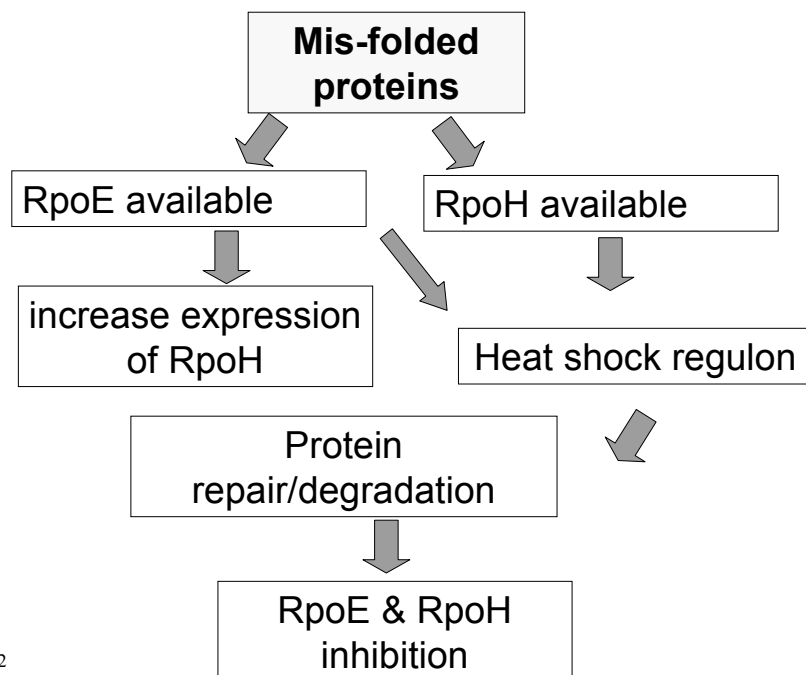 Mis-folded
proteins
RpoE available
RpoH available
increase expression
of RpoH
Heat shock regulon
Protein
repair/degradation
RpoE & RpoH
inhibition
2